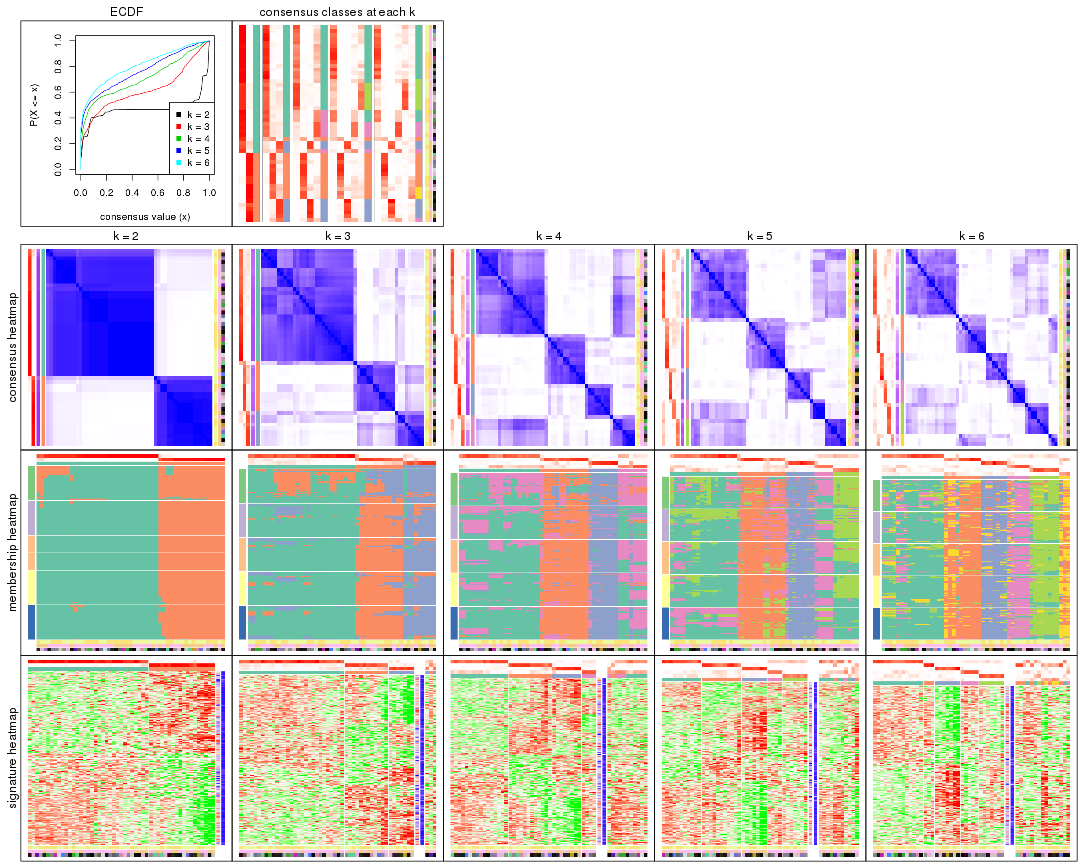 ECDF
consensus classes at each k
P(X <= x)
0.0
0.2
0.4
0.6
0.8
1.0
k = 2
k = 3
k = 4
k = 5
k = 6
0.0 0.2 0.4 0.6 0.8 1.0
consensus value (x)
k = 2
k = 3
k = 4
k = 5
k = 6
consensus heatmap
membership heatmap
signature heatmap